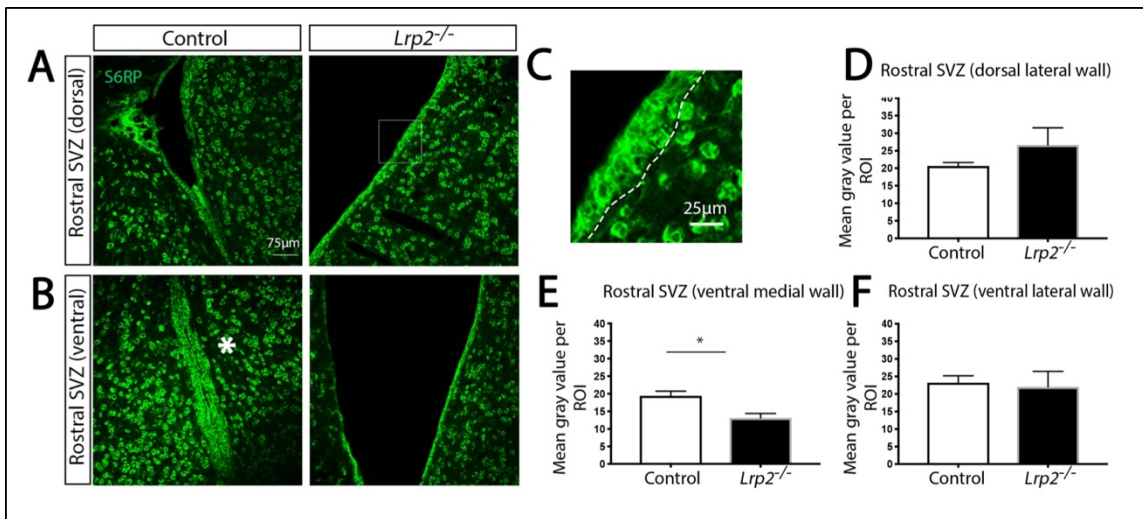 Control
Lrp2-/-
A
Rostral SVZ (dorsal)
S6RP
75µm
B
Rostral SVZ (ventral)
*
C
25µm
D
Rostral SVZ (dorsal lateral wall)
Mean gray value per
ROI
40
35
30
25
20
15
10
5
0
Control
Lrp2-/-
E
Rostral SVZ (ventral medial wall)
Mean gray value per
ROI
40
35
30
25
20
15
10
5
0
*
Control
Lrp2-/-
F
Rostral SVZ (ventral lateral wall)
Mean gray value per
ROI
40
35
30
25
20
15
10
5
0
Control
Lrp2-/-